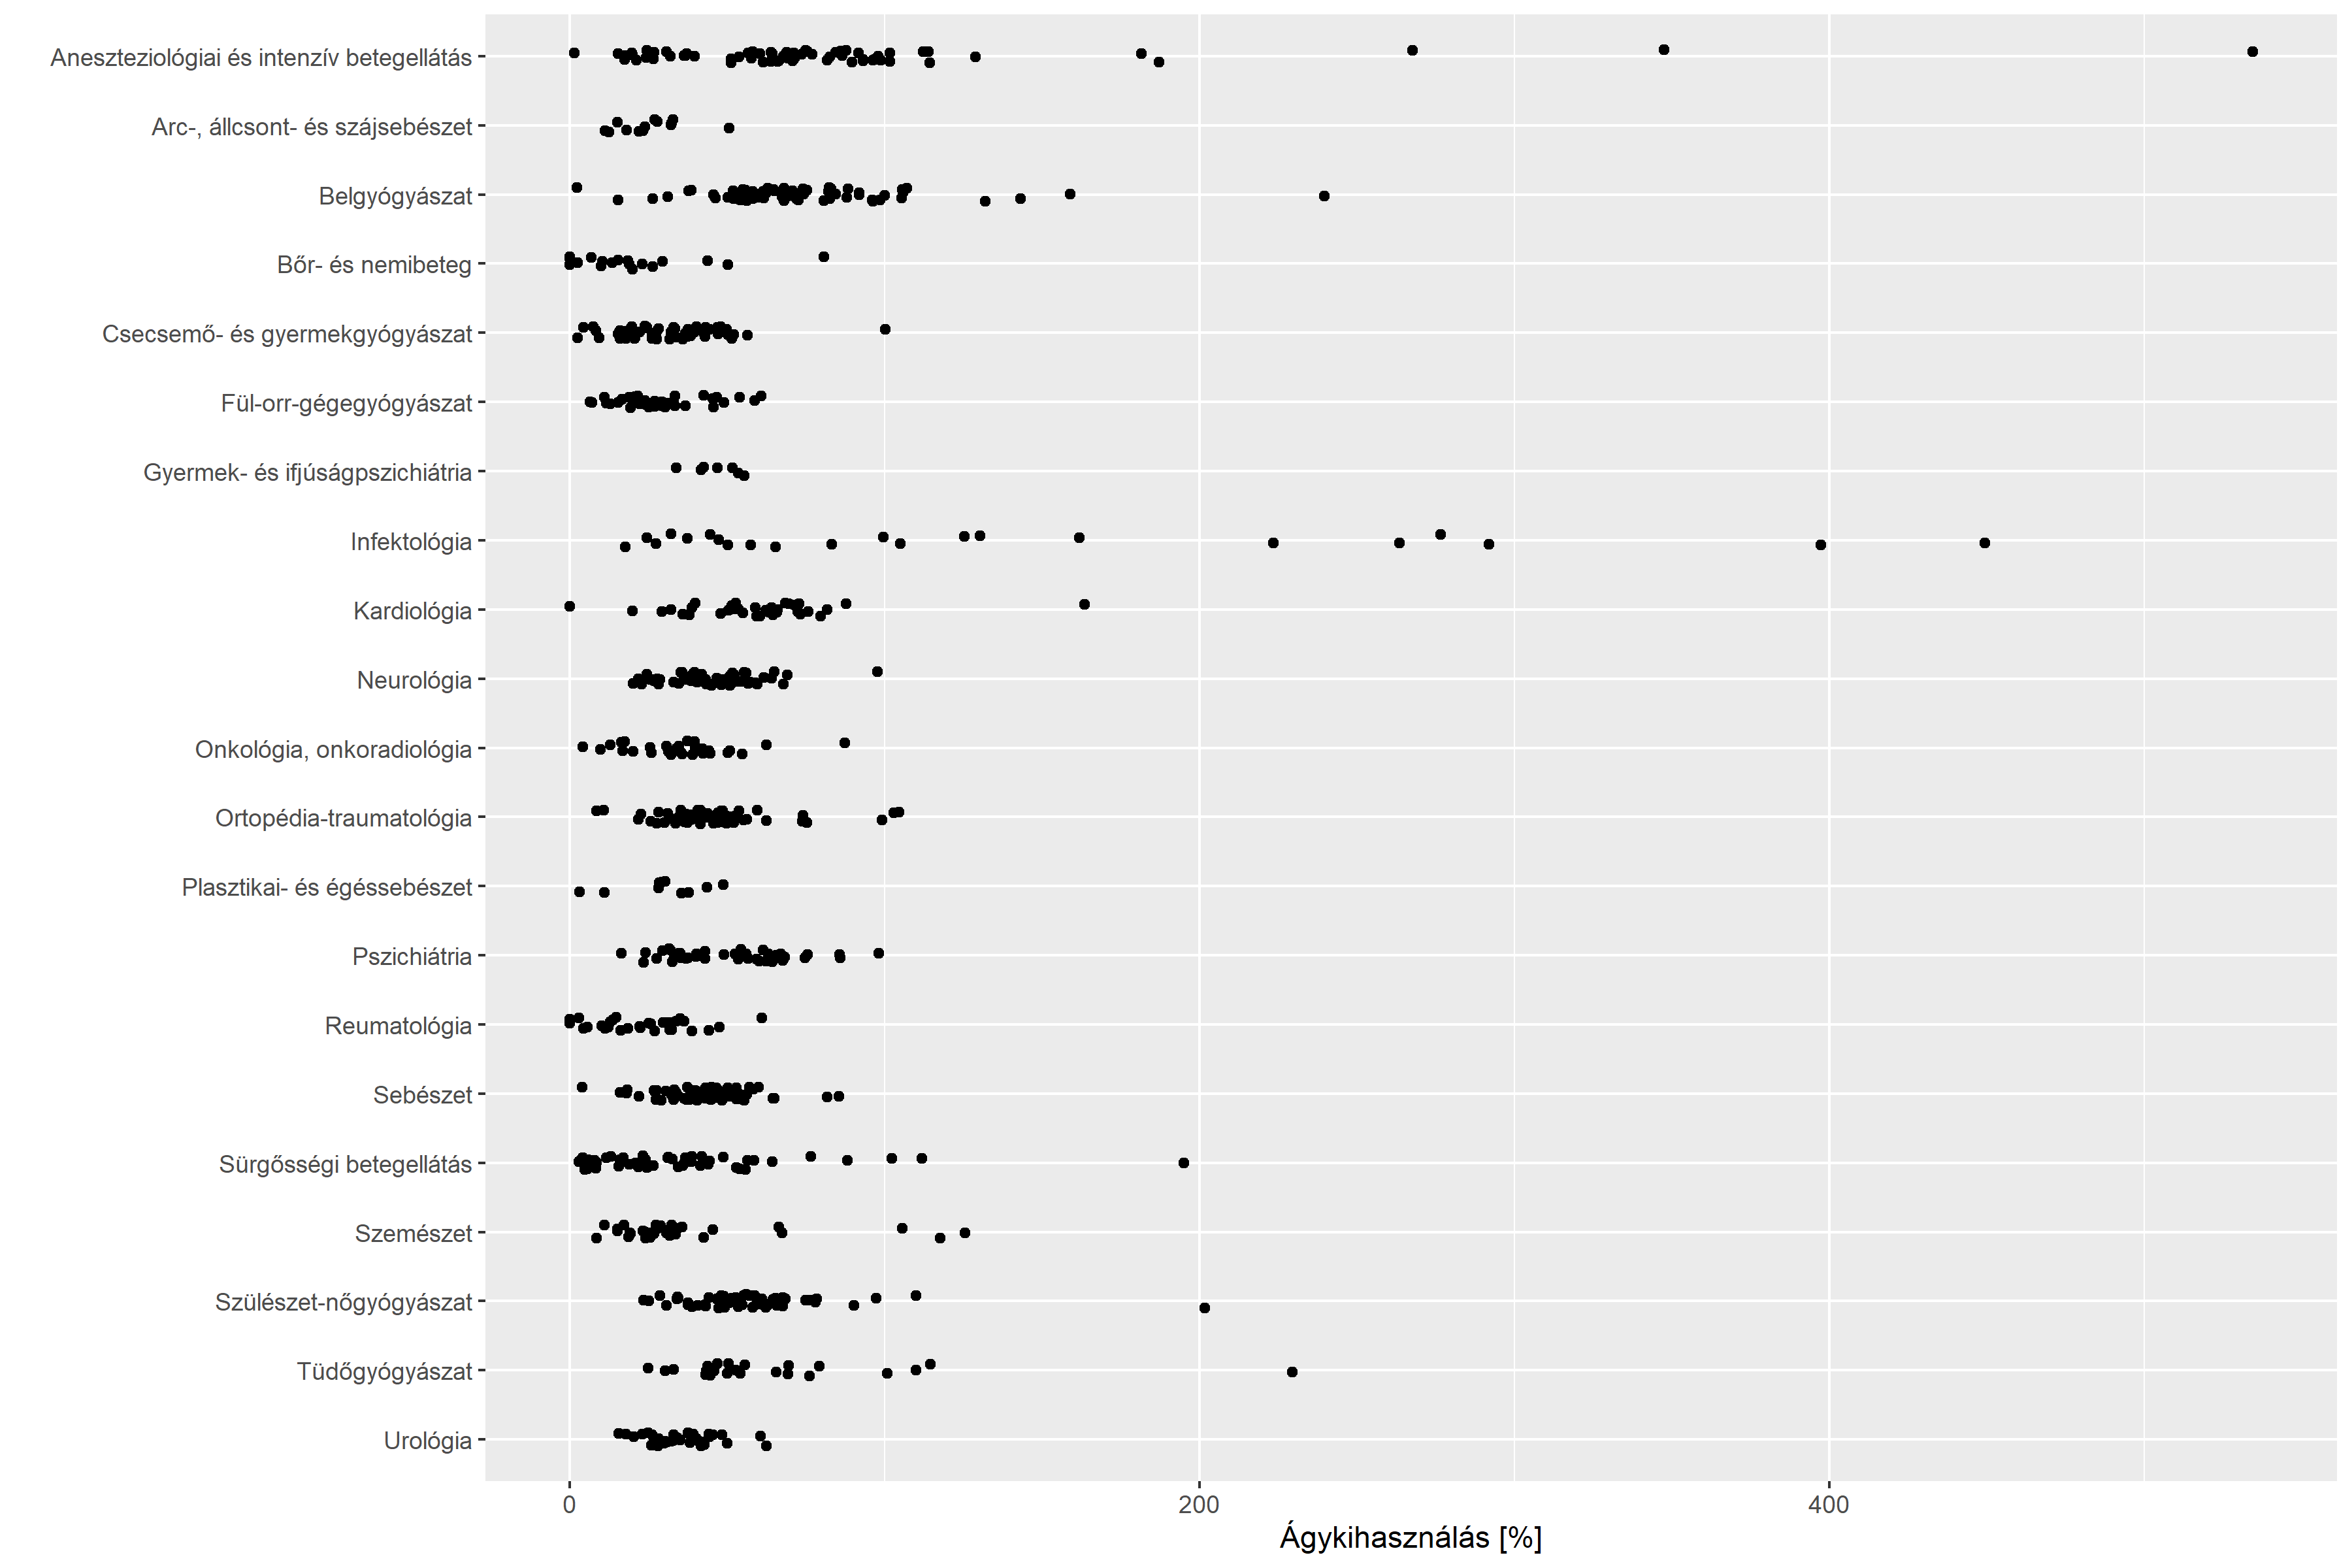 Aneszteziológiai és intenzív betegellátás
Arc-, állcsont- és szájsebészet
Belgyógyászat
Bőr- és nemibeteg
Csecsemő- és gyermekgyógyászat
Fül-orr-gégegyógyászat
Gyermek- és ifjúságpszichiátria
Infektológia
Kardiológia
Neurológia
Onkológia, onkoradiológia
Ortopédia-traumatológia
Plasztikai- és égéssebészet
Pszichiátria
Reumatológia
Sebészet
Sürgősségi betegellátás
Szemészet
Szülészet-nőgyógyászat
Tüdőgyógyászat
Urológia
0 200 400
Ágykihasználás [%]